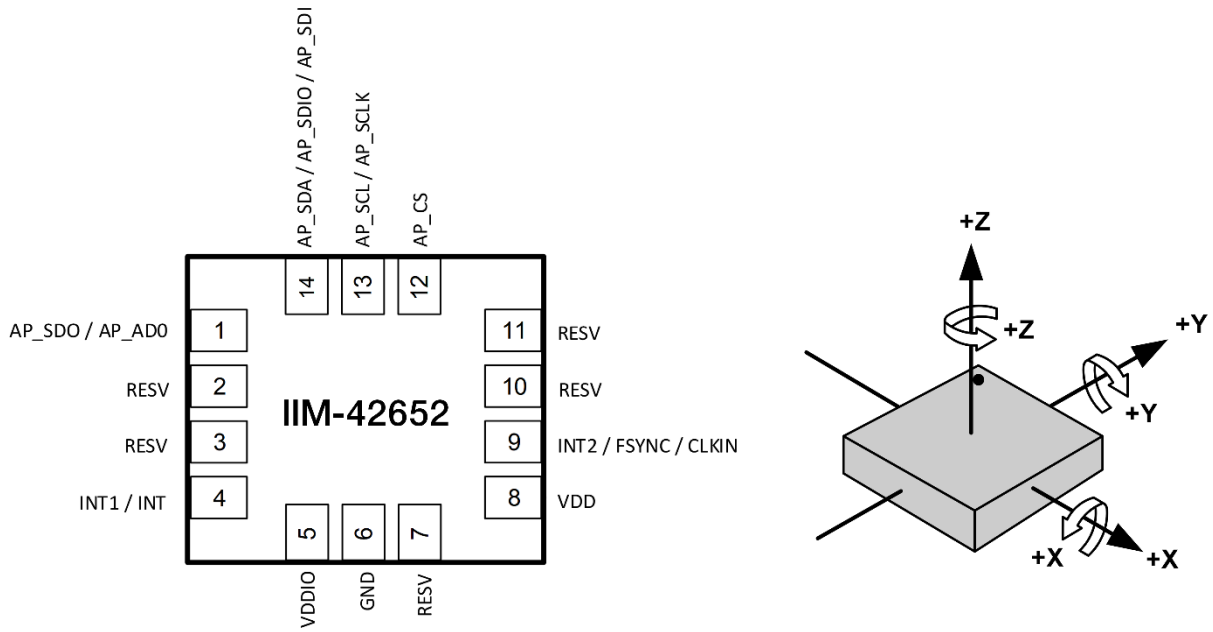 AP_SDA / AP_SDIO / AP_SDI
AP_SCL / AP_SCLK
AP_CS
14
13
12
AP_SDO / AP_AD0
1
11
RESV
RESV
2
10
RESV
IIM-42652
RESV
3
9
INT2 / FSYNC / CLKIN
INT1 / INT
4
8
VDD
5
6
7
VDDIO
GND
RESV
+Z
+Z
+Y
+Y
+X
+X